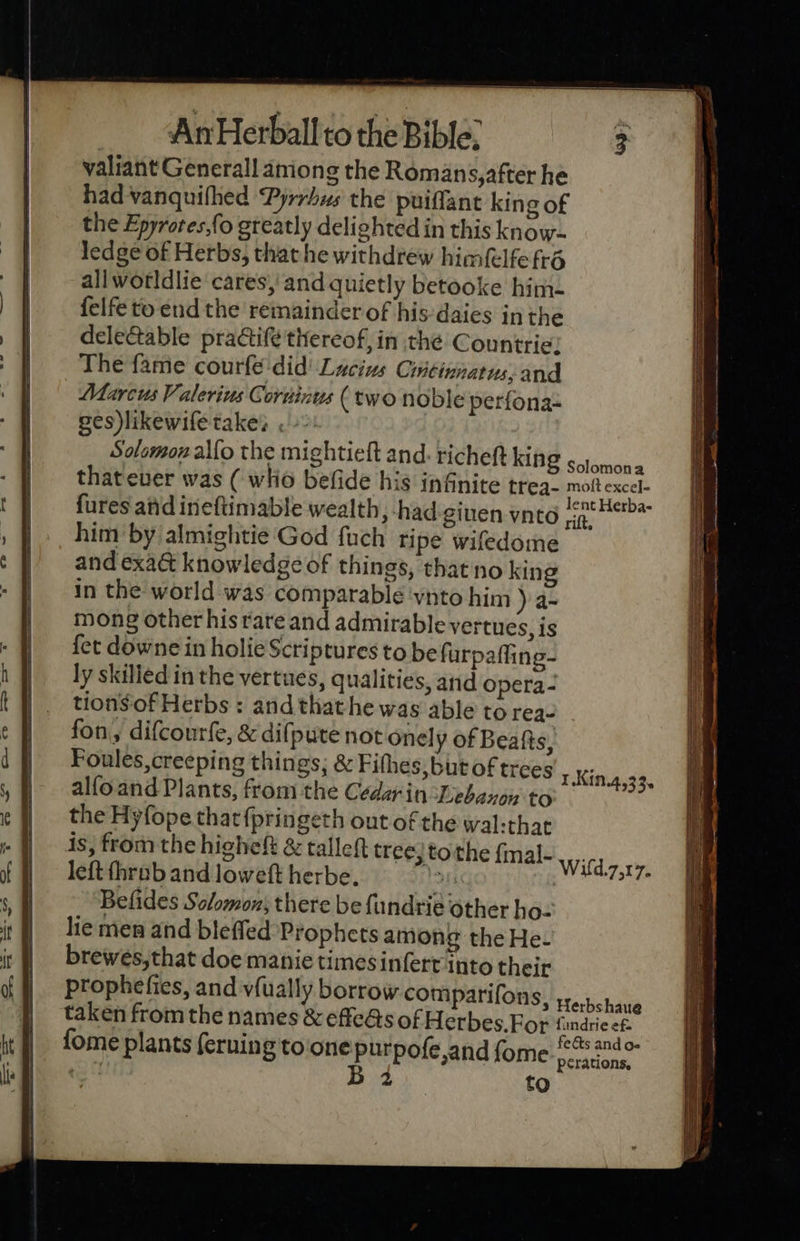 An Herball to the Bible. 3
valiant Generall among the Romans,after he
had vanquiſhed Pyrrhus the puiſſant king of
the Epyrotes,ſo greatly delighted in this know-
ledge of Herbs, that he withdrew himſelfe frõ
all worldlie cares, and quietly betooke him-
ſelfe to end the remainder of his daies in the
delectable practiſe thereof, in the Countrie.
The ſame courſe did Lucius Cincinnatus, and
Marcus Valerius Corninus ( two noble perſona-
ges)likewiſe take.
Solomon alſo the mightieſt and richeſt king
that euer was ( who beſide his infinite trea-
ſures and ineſtimable wealth, had giuen vnto
him by almightie God ſuch ripe wiſedome
and exact knowledge of things, that no king
in the world was comparable vnto him ) a-
mong other his rare and admirable vertues, is
ſet downe in holie Scriptures to be ſurpaſſing-
ly skilled in the vertues, qualities, and opera-
tions of Herbs : and that he was able to rea-
ſon, diſcourſe, & diſpute not onely of Beaſts,
Foules,creeping things, & Fiſhes,but of trees
alſo and Plants, from the Cedar in Lebanon to
the Hyſope that ſpringeth out of the wal:that
is, from the higheſt & talleſt tree, to the ſmal-
leſt ſhrub and loweſt herbe.
Beſides Solomon, there be ſundrie other ho-
lie men and bleſſed Prophets among the He-
brewes,that doe manie times inſert into their
propheſies, and vſually borrow compariſons,
taken from the names & effects of Herbes.For
ſome plants ſeruing to one purpoſe,and ſome
B 2 to
Solomon a
moſt excel-
lent Herba-
riſt.
1.Kin.4,33.
Wiſd.7,17.
Herbs haue
ſundrie ef-
fects and o-
perations.